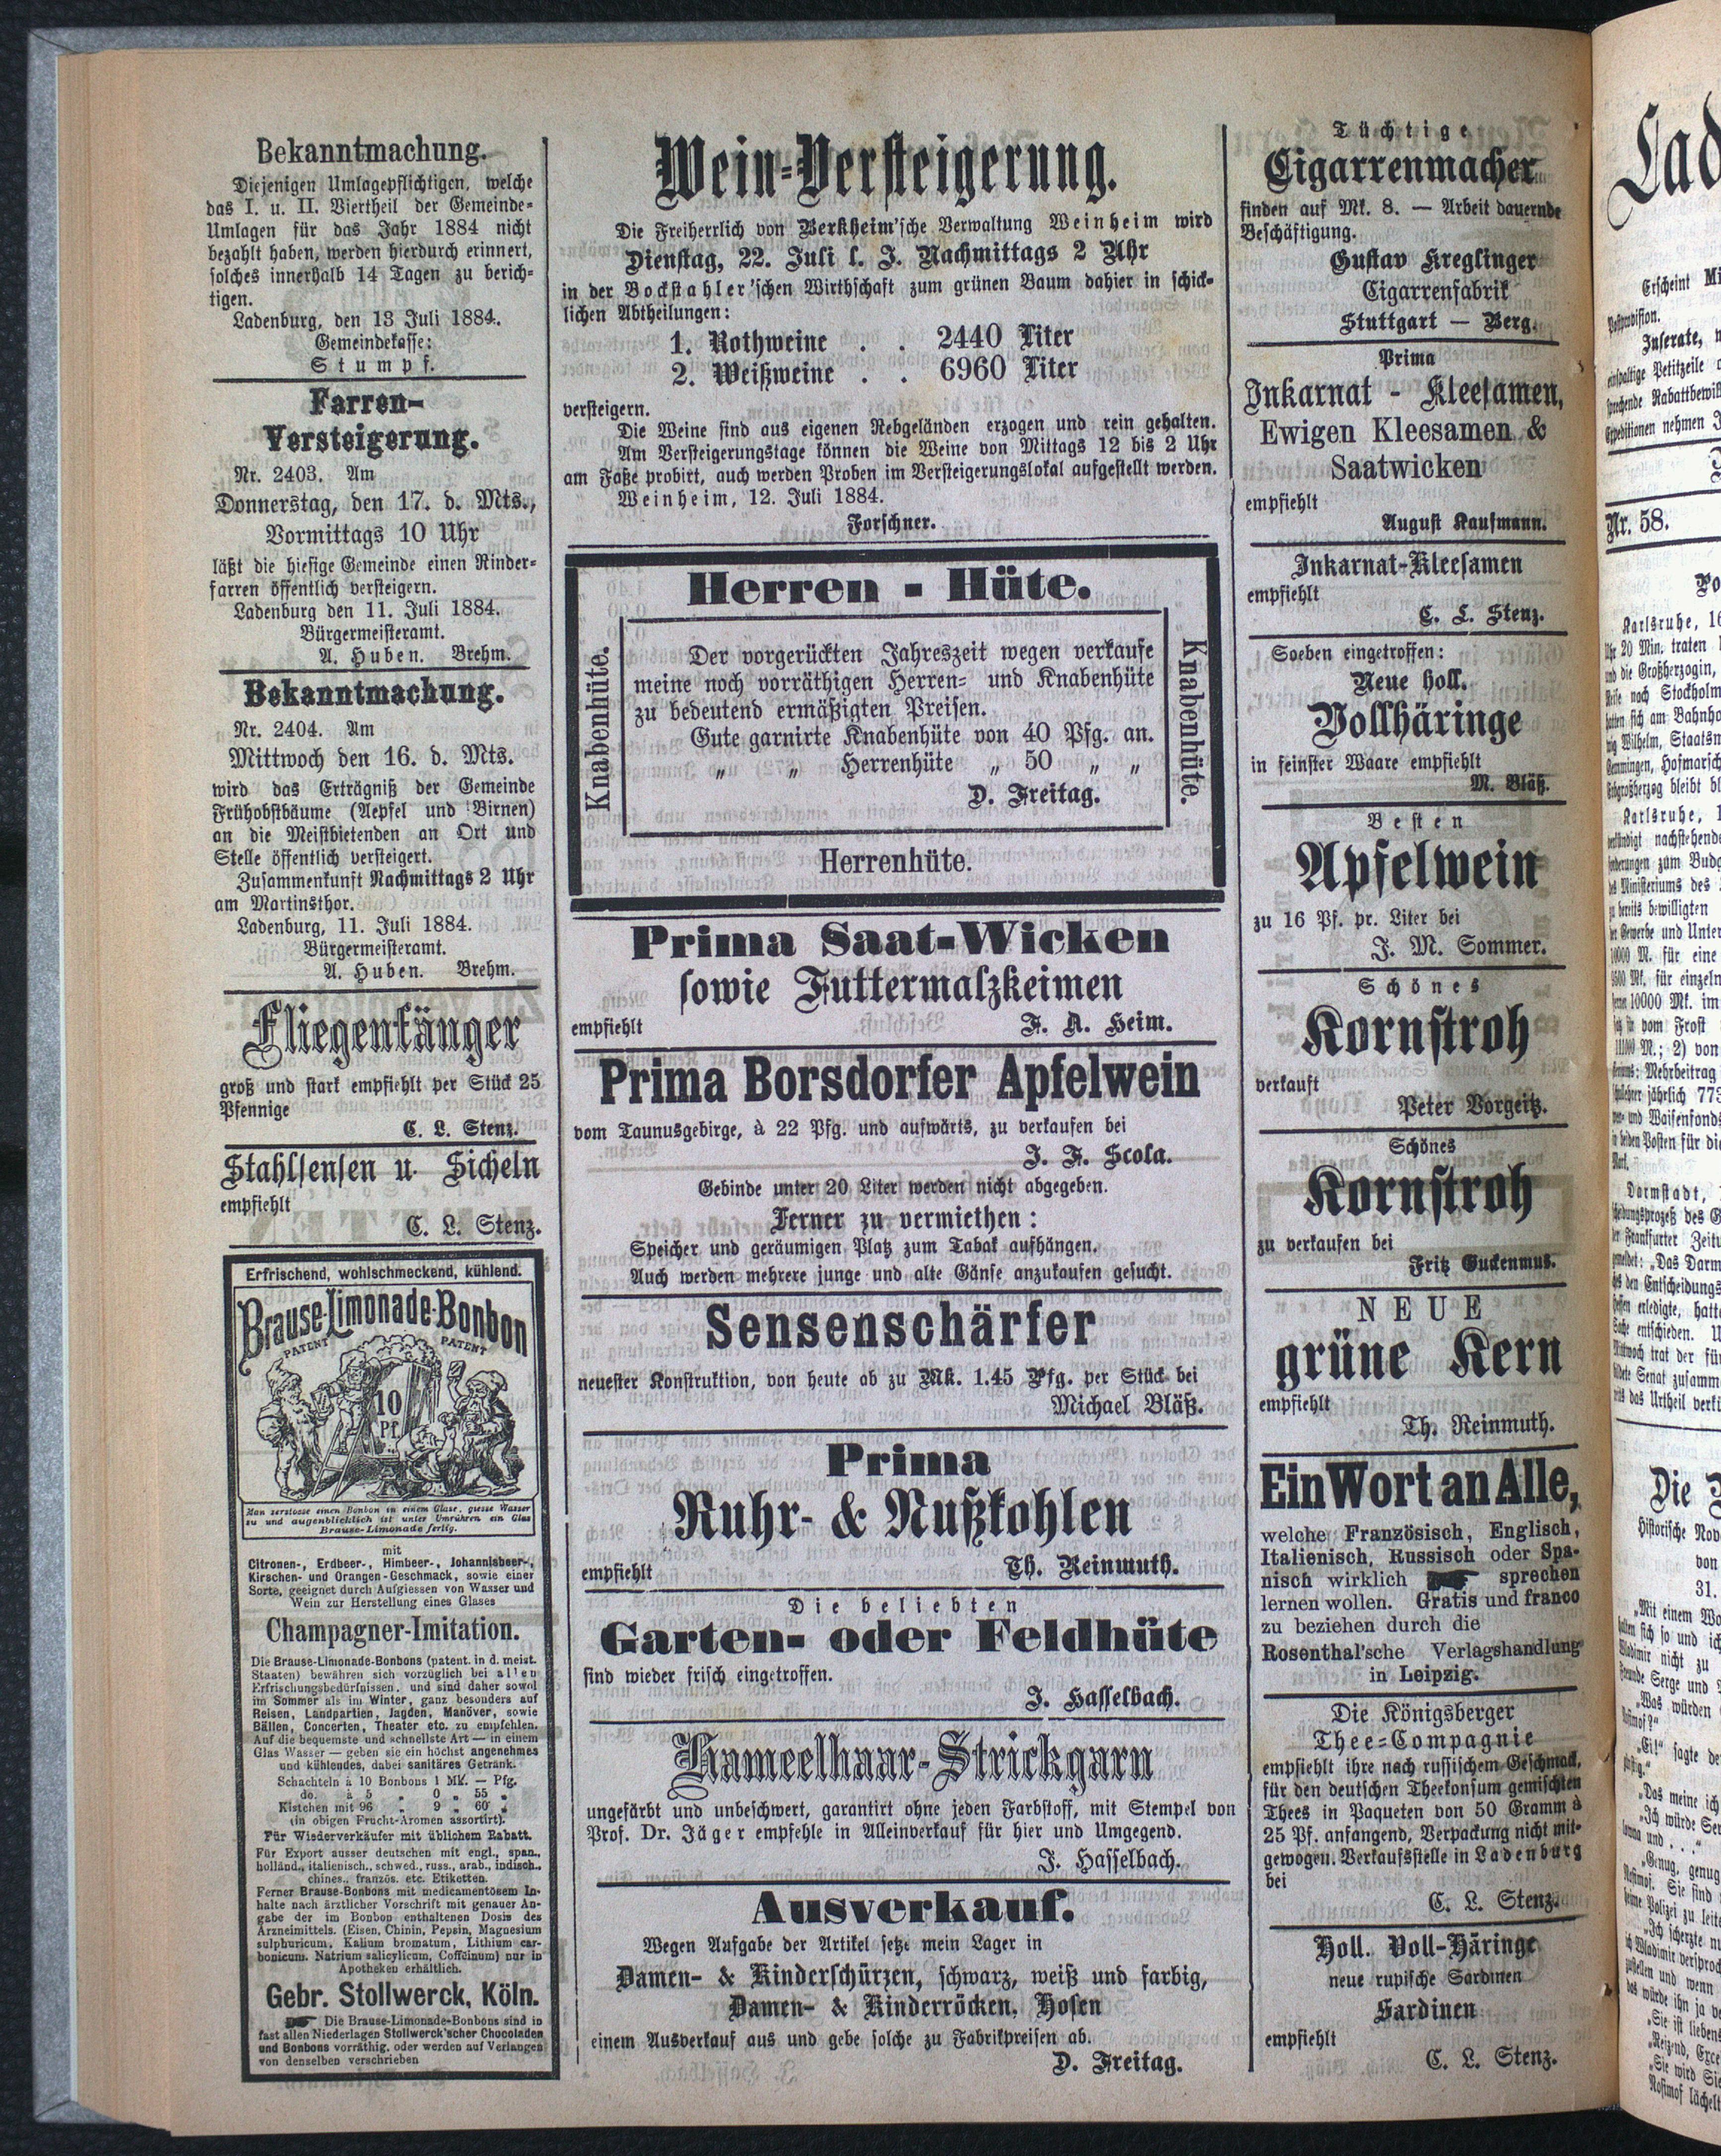 Bekanntmachung.
Diejenigen Umlagepflichtigen, welche
das I. u. II. Viertheil der Gemeinde-
Umlagen für das Jahr 1884 nicht
bezahlt haben, werden hierdurch erinnert,
solches innerhalb 14 Tagen zu berich-
tigen.
Ladenburg, den 13 Juli 1884.
Gemeindekasse:
Stumpf.
Farren-
Versteigerung.
Nr. 2403. Am
Donnerstag, den 17. d. Mts.,
Vormittags 10 Uhr
läßt die hiesige Gemeinde einen Rinder-
farren öffentlich versteigern.
Ladenburg den 11. Juli 1884.
Bürgermeisteramt.
A. Huben. Brehm.
Bekanntmachung.
Nr. 2404. Am
Mittwoch den 16. d. Mts.
wird das Erträgniß der Gemeinde
Frühobstbäume (Aepfel und Birnen)
an die Meistbietenden an Ort und
Stelle öffentlich versteigert.
Zusammenkunft Nachmittags 2 Uhr
am Martinsthor.
Ladenburg, 11. Juli 1884.
Bürgermeisteramt.
A. Huben. Brehm.
Fliegenfänger
groß und stark empfiehlt per Stück 25
Pfennige
C. L. Stenz.
Stahlsensen u. Sicheln
empfiehlt
C. L. Stenz.
Erfrischend, wohlschmeckend, kühlend.
Brause-Limonade-Bonbon
PATENT PATENT
10
Pf.
Man zerstosse einen Bonbon in einem Glase, giesse Wasser
zu und augenblicklich ist unter Umrühren ein Glas
Brause-Limonade fertig.
mit
Citronen-, Erdbeer-, Himbeer-, Johannisbeer-,
Kirschen- und Orangen-Geschmack, sowie einer
Sorte, geeignet durch Aufgiessen von Wasser und
Wein zur Herstellung eines Glases
Champagner-Imitation.
Die Brause-Limonade-Bonbons (patent. in d. meist.
Staaten) bewähren sich vorzüglich bei allen
Erfrischungsbedürfnissen, und sind daher sowol
im Sommer als im Winter, ganz besonders auf
Reisen, Landpartien, Jagden, Manöver, sowie
Bällen, Concerten, Theater etc. zu empfehlen.
Auf die bequemste und schnellste Art — in einem
Glas Wasser — geben sie ein höchst angenehmes
und kühlendes, dabei sanitäres Getränk.
Schachteln à 10 Bonbons 1 Mk. — Pfg.
do. à 5 „ 0 „ 55 „
Kistchen mit 96 „ 9 „ 60 „
(in obigen Frucht-Aromen assortirt).
Für Wiederverkäufer mit üblichem Rabatt.
Für Export ausser deutschen mit engl., span.,
holländ., italienisch., schwed., russ., arab., indisch.,
chines., französ. etc. Etiketten.
Ferner Brause-Bonbons mit medicamentösem In-
halte nach ärztlicher Vorschrift mit genauer An-
gabe der im Bonbon enthaltenen Dosis des
Arzneimittels. (Eisen, Chinin, Pepsin, Magnesium
sulphuricum, Kalium bromatum, Lithium car-
bonicum. Natrium salicylicum, Coffeinum) nur in
Apotheken erhältlich.
Gebr. Stollwerck, Köln.
Die Brause-Limonade-Bonbons sind in
fast allen Niederlagen Stollwerck'scher Chocoladen
und Bonbons vorräthig, oder werden auf Verlangen
von denselben verschrieben
Wein-Versteigerung.
Die Freiherrlich von Berkheim'sche Verwaltung Weinheim wird
Dienstag, 22. Juli l. J. Nachmittags 2 Uhr
in der Bockstahler'schen Wirthschaft zum grünen Baum dahier in schick-
lichen Abtheilungen:
1. Rothweine . . 2440 Liter
2. Weißweine . . 6960 Liter
versteigern.
Die Weine sind aus eigenen Rebgeländen erzogen und rein gehalten.
Am Versteigerungstage können die Weine von Mittags 12 bis 2 Uhr
am Faße probirt, auch werden Proben im Versteigerungslokal aufgestellt werden.
Weinheim, 12. Juli 1884.
Forschner.
Herren - Hüte.
Knabenhüte.
Der vorgerückten Jahreszeit wegen verkaufe
meine noch vorräthigen Herren- und Knabenhüte
zu bedeutend ermäßigten Preisen.
Gute garnirte Knabenhüte von 40 Pfg. an.
„ „ Herrenhüte „ 50 „ „
D. Freitag.
Knabenhüte.
Herrenhüte.
Prima Saat-Wicken
sowie Futtermalzkeimen
empfiehlt
F. A. Heim.
Prima Borsdorfer Apfelwein
vom Taunusgebirge, à 22 Pfg. und aufwärts, zu verkaufen bei
J. F. Scola.
Gebinde unter 20 Liter werden nicht abgegeben.
Ferner zu vermiethen:
Speicher und geräumigen Platz zum Tabak aufhängen.
Auch werden mehrere junge und alte Gänse anzukaufen gesucht.
Sensenschärfer
neuester Konstruktion, von heute ab zu Mk. 1.45 Pfg. per Stück bei
Michael Bläß.
Prima
Ruhr- & Nußkohlen
empfiehlt
Th. Reinmuth.
Die beliebten
Garten- oder Feldhüte
sind wieder frisch eingetroffen.
J. Hasselbach.
Kameelhaar-Strickgarn
ungefärbt und unbeschwert, garantirt ohne jeden Farbstoff, mit Stempel von
Prof. Dr. Jäger empfehle in Alleinverkauf für hier und Umgegend.
J. Hasselbach.
Ausverkauf.
Wegen Aufgabe der Artikel setze mein Lager in
Damen- & Kinderschürzen, schwarz, weiß und farbig,
Damen- & Kinderröcken, Hosen
einem Ausverkauf aus und gebe solche zu Fabrikpreisen ab.
D. Freitag.
Tüchtige
Cigarrenmacher
finden auf Mk. 8. — Arbeit dauernde
Beschäftigung.
Gustav Kreglinger
Cigarrenfabrik
Stuttgart — Berg.
Prima
Inkarnat - Kleesamen,
Ewigen Kleesamen &
Saatwicken
empfiehlt
August Kaufmann.
Inkarnat-Kleesamen
empfiehlt
C. L. Stenz.
Soeben eingetroffen:
Neue holl.
Vollhäringe
in feinster Waare empfiehlt
M. Bläß.
Besten
Apfelwein
zu 16 Pf. pr. Liter bei
J. M. Sommer.
Schönes
Kornstroh
verkauft
Peter Vorgeitz.
Schönes
Kornstroh
zu verkaufen bei
Fritz Guckenmus.
NEUE
grüne Kern
empfiehlt
Th. Reinmuth.
Ein Wort an Alle,
welche Französisch, Englisch,
Italienisch, Russisch oder Spa-
nisch wirklich sprechen
lernen wollen. Gratis und franco
zu beziehen durch die
Rosenthal'sche Verlagshandlung
in Leipzig.
Die Königsberger
Thee-Compagnie
empfiehlt ihre nach russischem Geschmack,
für den deutschen Theekonsum gemischten
Thees in Paqueten von 50 Gramm à
25 Pf. anfangend, Verpackung nicht mit-
gewogen. Verkaufsstelle in Ladenburg
bei
C. L. Stenz.
Holl. Voll-Häringe
neue rupische Sardinen
Sardinen
empfiehlt
C. L. Stenz.
Lad
Erscheint
Inserate,
Nr. 58.
Karlsruhe, 16
Karlsruhe, 1
Darmstadt,
Die